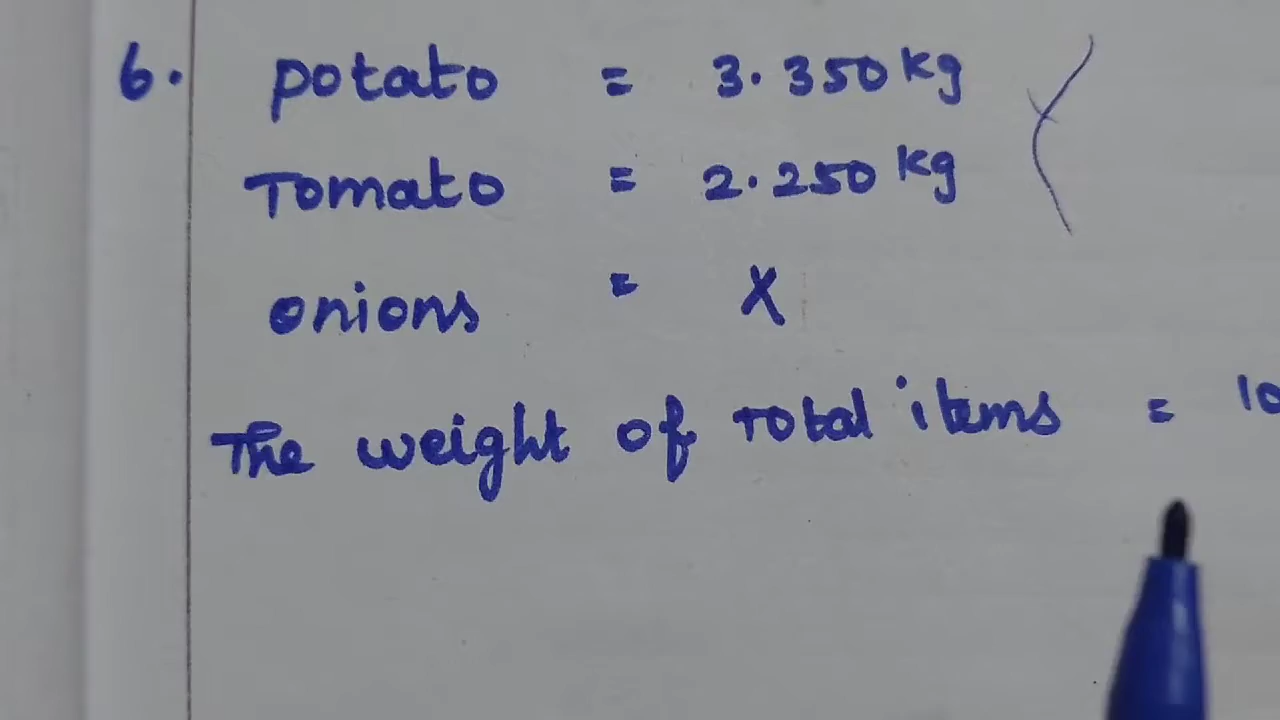 6. potato = 3.350 kg
Tomato = 2.250 kg
onions = X
The weight of Total items = 10